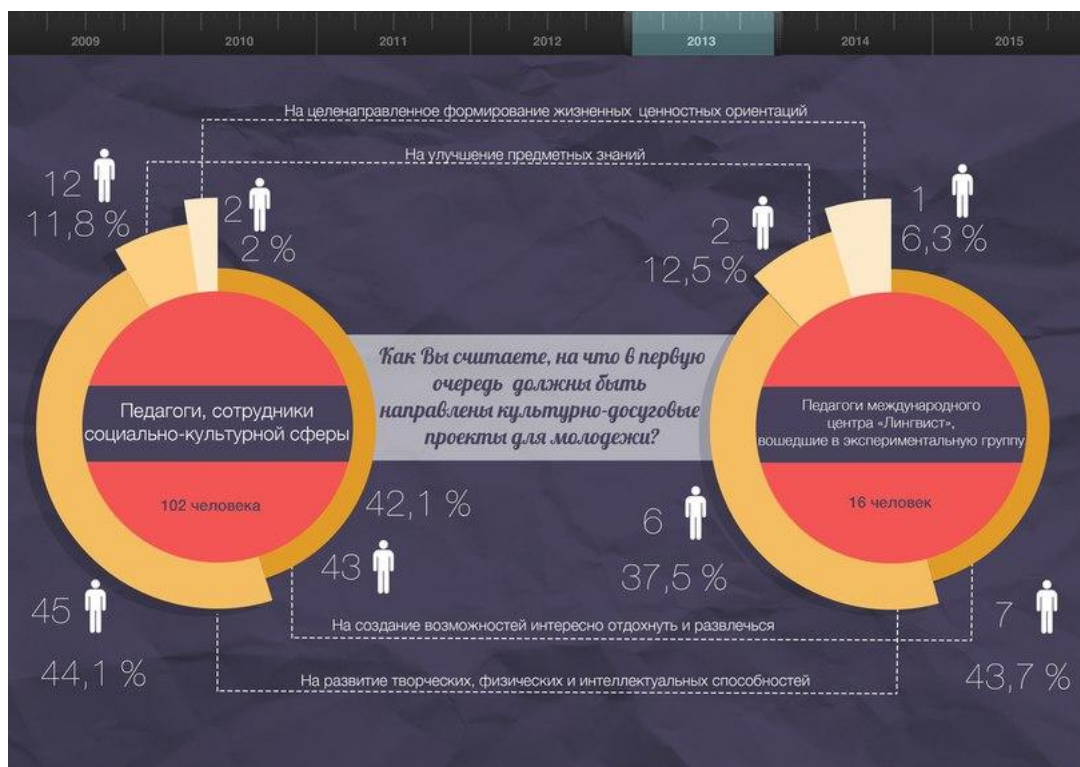 2009 2010 2011 2012 2013 2014 2015
На целенаправленное формирование жизненных ценностных ориентаций
На улучшение предметных знаний
12
11,8 %
2
2 %
2
12,5 %
1
6,3 %
Как Вы считаете, на что в первую
очередь должны быть
направлены культурно-досуговые
проекты для молодежи?
Педагоги, сотрудники
социально-культурной сферы
102 человека
Педагоги международного
центра «Лингвист»,
вошедшие в экспериментальную группу
16 человек
42,1 %
43
6
37,5 %
45
44,1 %
7
43,7 %
На создание возможностей интересно отдохнуть и развлечься
На развитие творческих, физических и интеллектуальных способностей